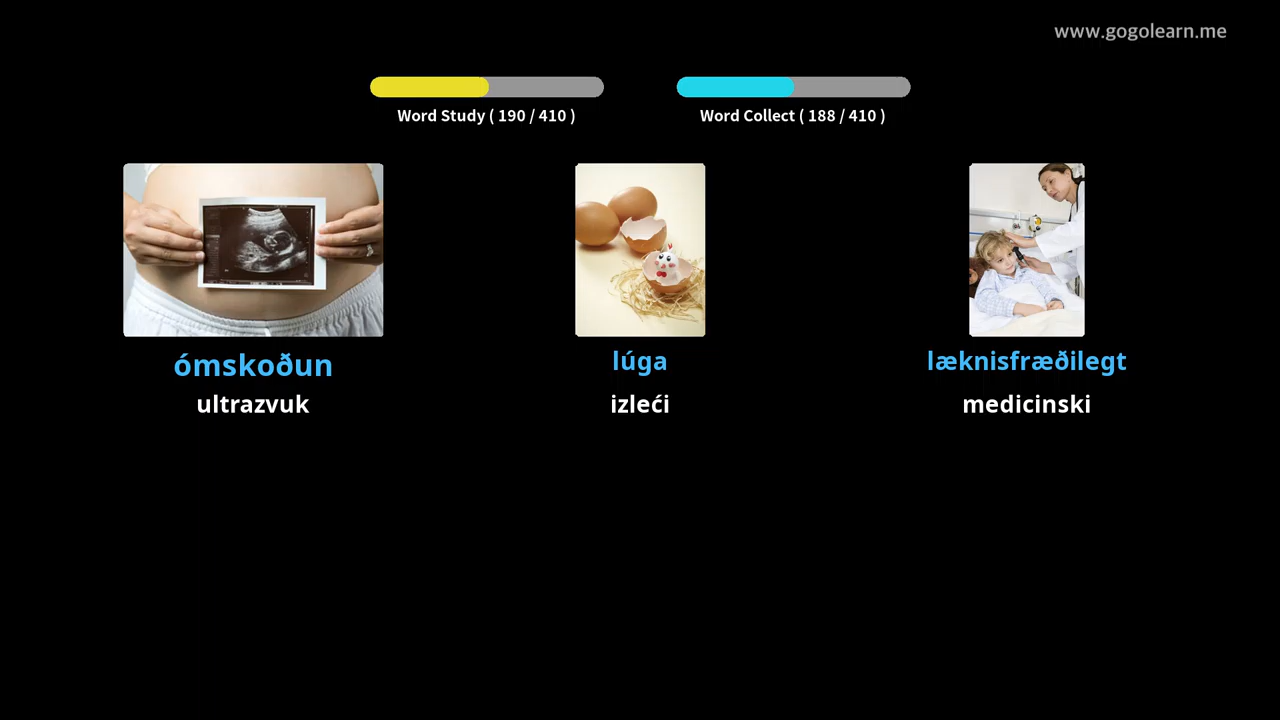 www.gogolearn.me
Word Study ( 190 / 410 )
Word Collect ( 188 / 410 )
ómskoðun
lúga
læknisfræðilegt
ultrazvuk
izleći
medicinski